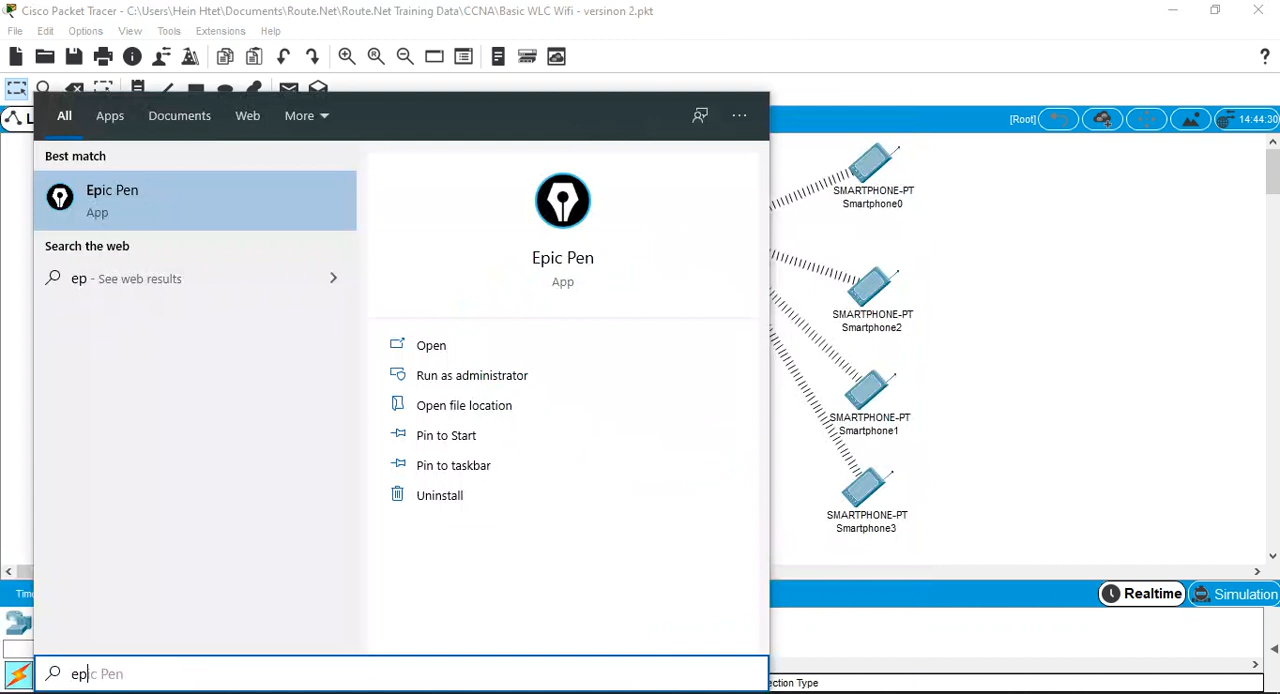 Cisco Packet Tracer - C:\Users\Hein Htet\Documents\Route.Net\Route.Net Training Data\CCNA\Basic WLC Wifi - versinon 2.pkt
File Edit Options View Tools Extensions Help
All Apps Documents Web More
[Root] 14:44:30
Best match
Epic Pen
App
Search the web
ep - See web results
Epic Pen
App
Open
Run as administrator
Open file location
Pin to Start
Pin to taskbar
Uninstall
SMARTPHONE-PT
Smartphone0
SMARTPHONE-PT
Smartphone2
SMARTPHONE-PT
Smartphone1
SMARTPHONE-PT
Smartphone3
Realtime Simulation
epic Pen